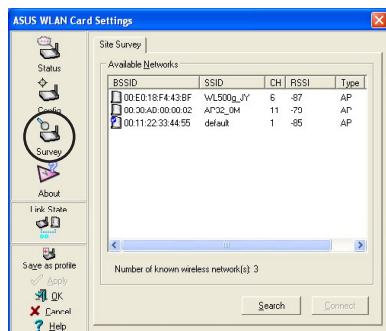 ASUS WLAN Card Settings
Status
Config
Survey
About
Link State
Save as profile
Apply
OK
Cancel
Help
Site Survey
Available Networks
BSSID SSID CH RSSI Type
00:E0:18:F4:43:BF WL500g_JY 6 -87 AP
00:30:AD:00:00:02 AP32_0M 11 -73 AP
00:11:22:33:44:55 default 1 -85 AP
Number of known wireless network(s): 3
Search
Connect